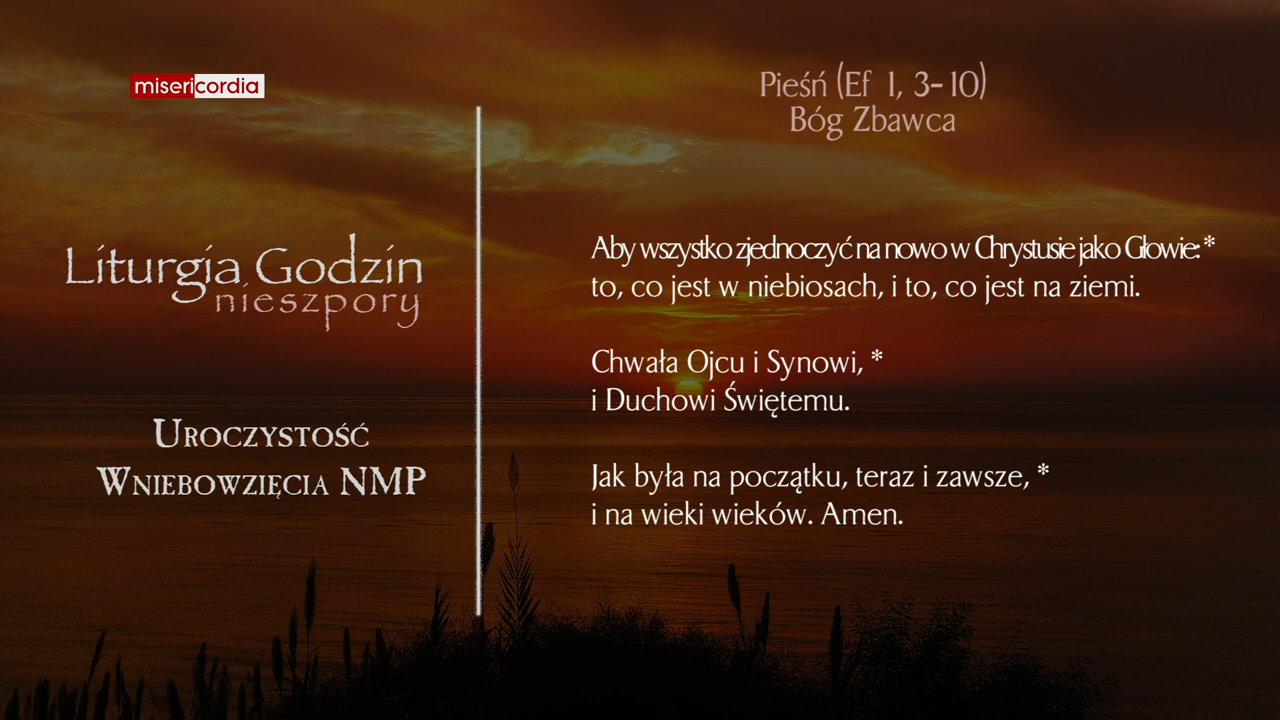 misericordia
Liturgia Godzin
nieszpory
Uroczystość
Wniebowzięcia NMP
Pieśń (Ef 1, 3-10)
Bóg Zbawca
Aby wszystko zjednoczyć na nowo w Chrystusie jako Głowie: *
to, co jest w niebiosach, i to, co jest na ziemi.
Chwała Ojcu i Synowi, *
i Duchowi Świętemu.
Jak była na początku, teraz i zawsze, *
i na wieki wieków. Amen.